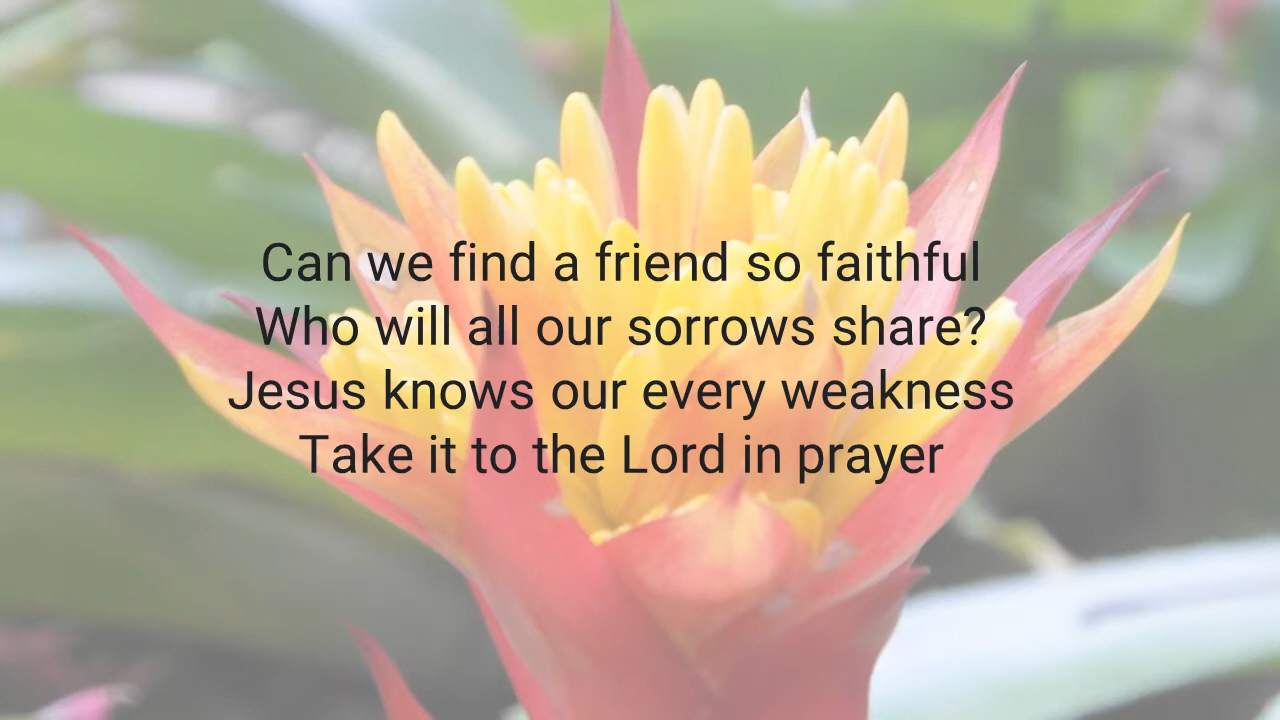 Can we find a friend so faithful
Who will all our sorrows share?
Jesus knows our every weakness
Take it to the Lord in prayer